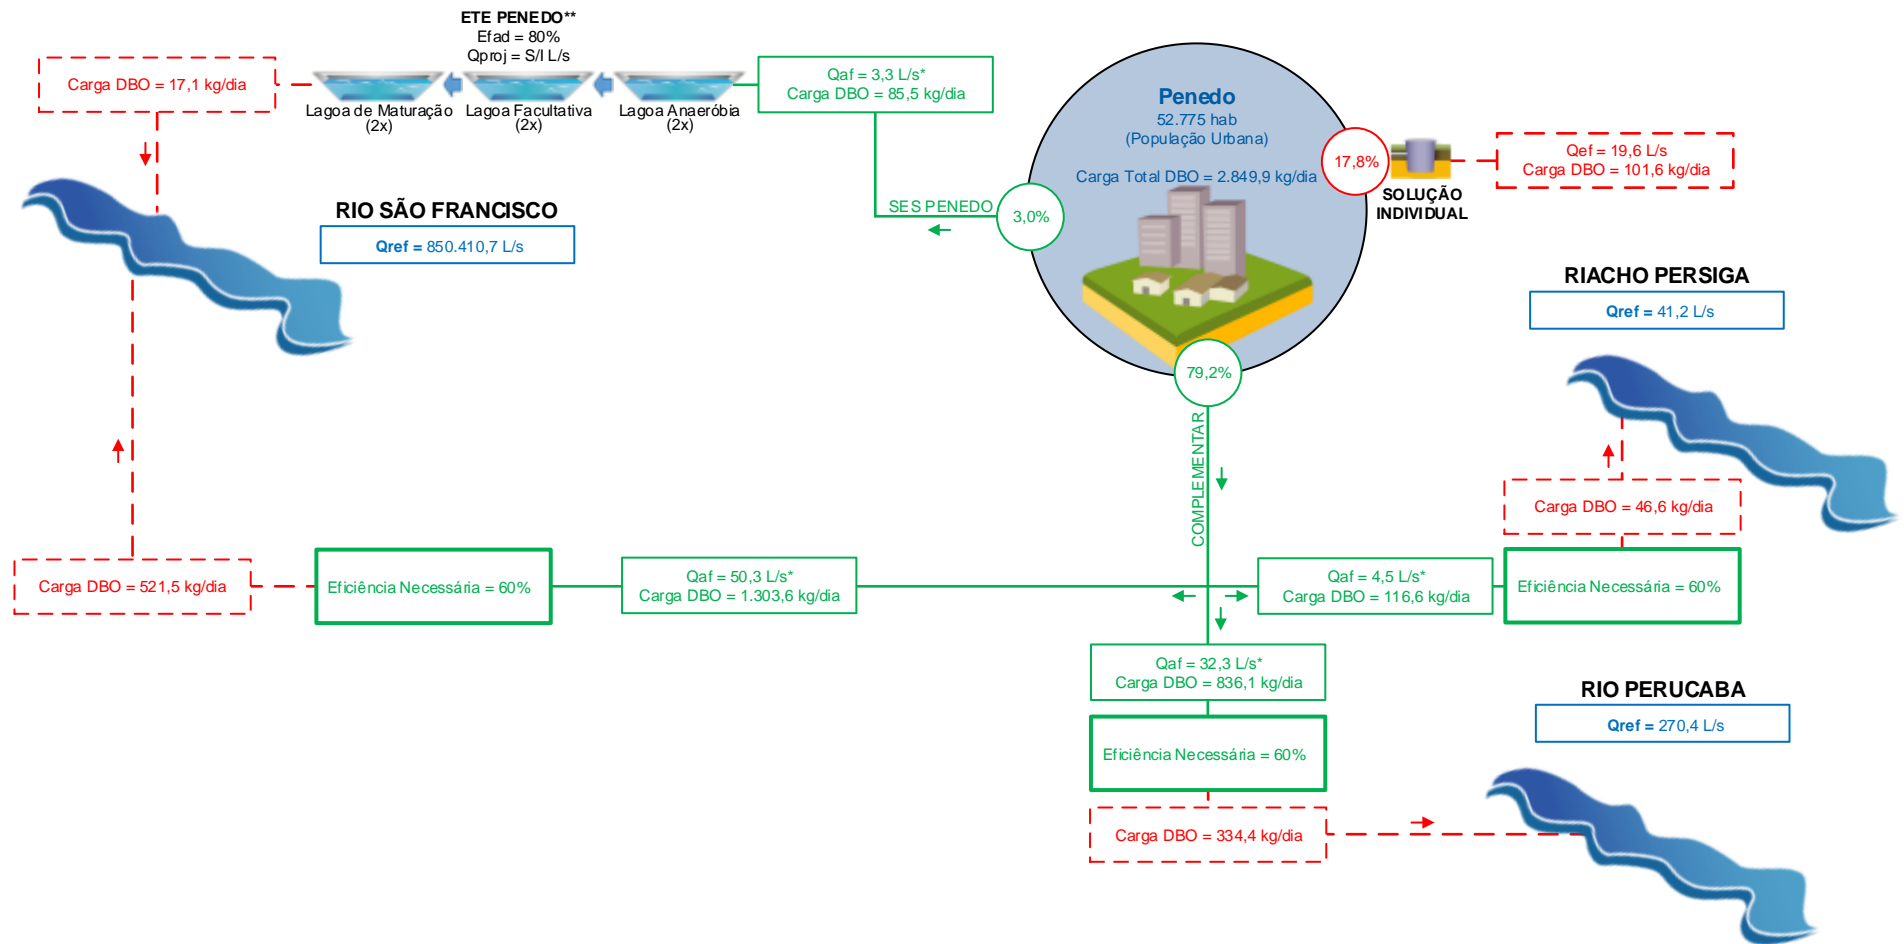 ETE PENEDO**
Efad = 80%
Qproj = S/I L/s
Carga DBO = 17,1 kg/dia
Lagoa de Maturação
(2x)
Lagoa Facultativa
(2x)
Lagoa Anaeróbia
(2x)
Qaf = 3,3 L/s*
Carga DBO = 85,5 kg/dia
Penedo
52.775 hab
(População Urbana)
Carga Total DBO = 2.849,9 kg/dia
17,8%
SOLUÇÃO
INDIVIDUAL
Qef = 19,6 L/s
Carga DBO = 101,6 kg/dia
SES PENEDO
3,0%
RIO SÃO FRANCISCO
Qref = 850.410,7 L/s
RIACHO PERSIGA
Qref = 41,2 L/s
79,2%
COMPLEMENTAR
Carga DBO = 46,6 kg/dia
Carga DBO = 521,5 kg/dia
Eficiência Necessária = 60%
Qaf = 50,3 L/s*
Carga DBO = 1.303,6 kg/dia
Qaf = 4,5 L/s*
Carga DBO = 116,6 kg/dia
Eficiência Necessária = 60%
Qaf = 32,3 L/s*
Carga DBO = 836,1 kg/dia
Eficiência Necessária = 60%
Carga DBO = 334,4 kg/dia
RIO PERUCABA
Qref = 270,4 L/s